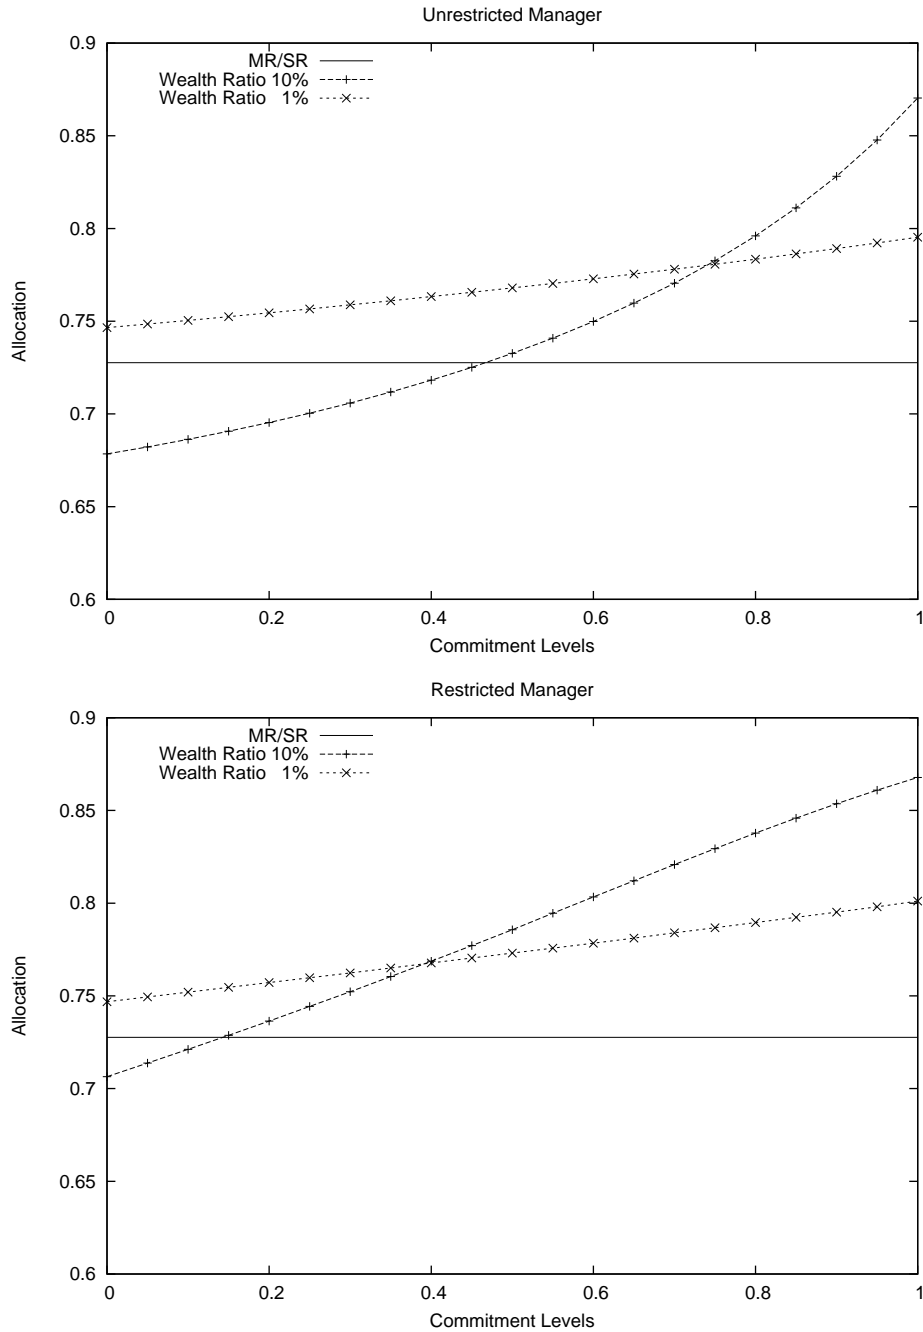 Unrestricted Manager
0.9
MR/SR
Wealth Ratio 10%
Wealth Ratio 1%
0.85
0.8
0.75
0.7
0.65
0.6
Allocation
0 0.2 0.4 0.6 0.8 1
Commitment Levels
Restricted Manager
0.9
MR/SR
Wealth Ratio 10%
Wealth Ratio 1%
0.85
0.8
0.75
0.7
0.65
0.6
Allocation
0 0.2 0.4 0.6 0.8 1
Commitment Levels